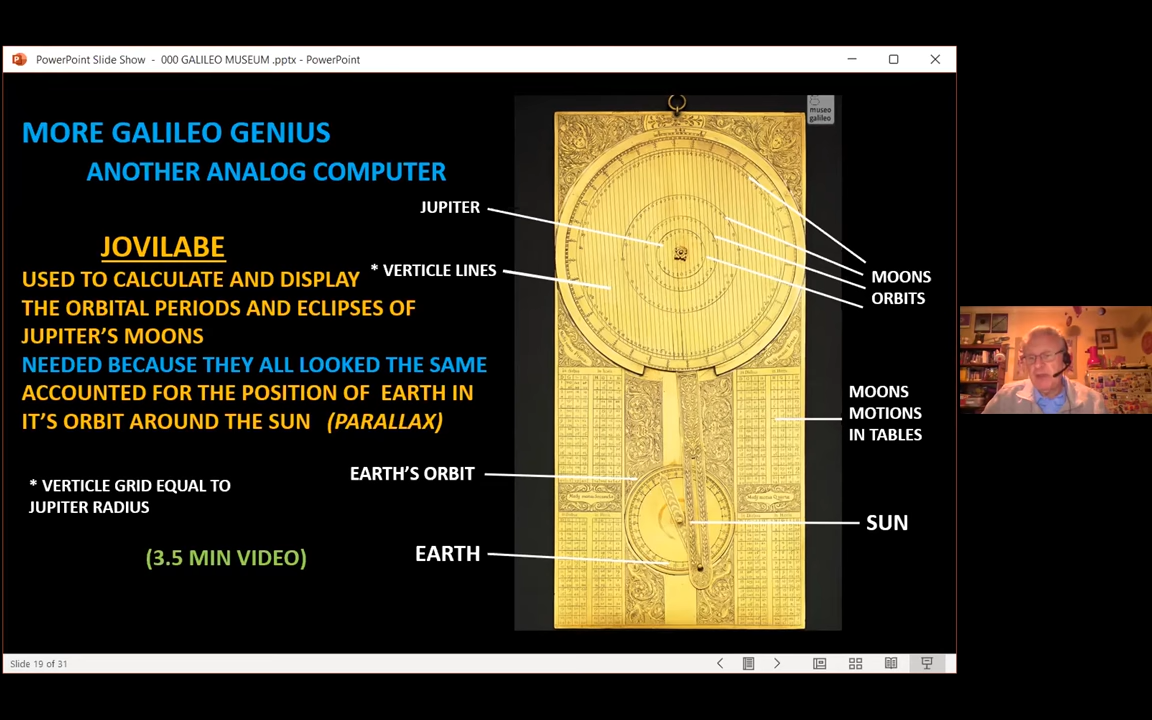 PowerPoint Slide Show - 000 GALILEO MUSEUM .pptx - PowerPoint
MORE GALILEO GENIUS
ANOTHER ANALOG COMPUTER
JOVILABE
USED TO CALCULATE AND DISPLAY
THE ORBITAL PERIODS AND ECLIPSES OF
JUPITER'S MOONS
NEEDED BECAUSE THEY ALL LOOKED THE SAME
ACCOUNTED FOR THE POSITION OF EARTH IN
IT'S ORBIT AROUND THE SUN (PARALLAX)
* VERTICLE GRID EQUAL TO
JUPITER RADIUS
(3.5 MIN VIDEO)
JUPITER
* VERTICLE LINES
EARTH'S ORBIT
EARTH
museo
galileo
MOONS
ORBITS
MOONS
MOTIONS
IN TABLES
SUN
Slide 19 of 31